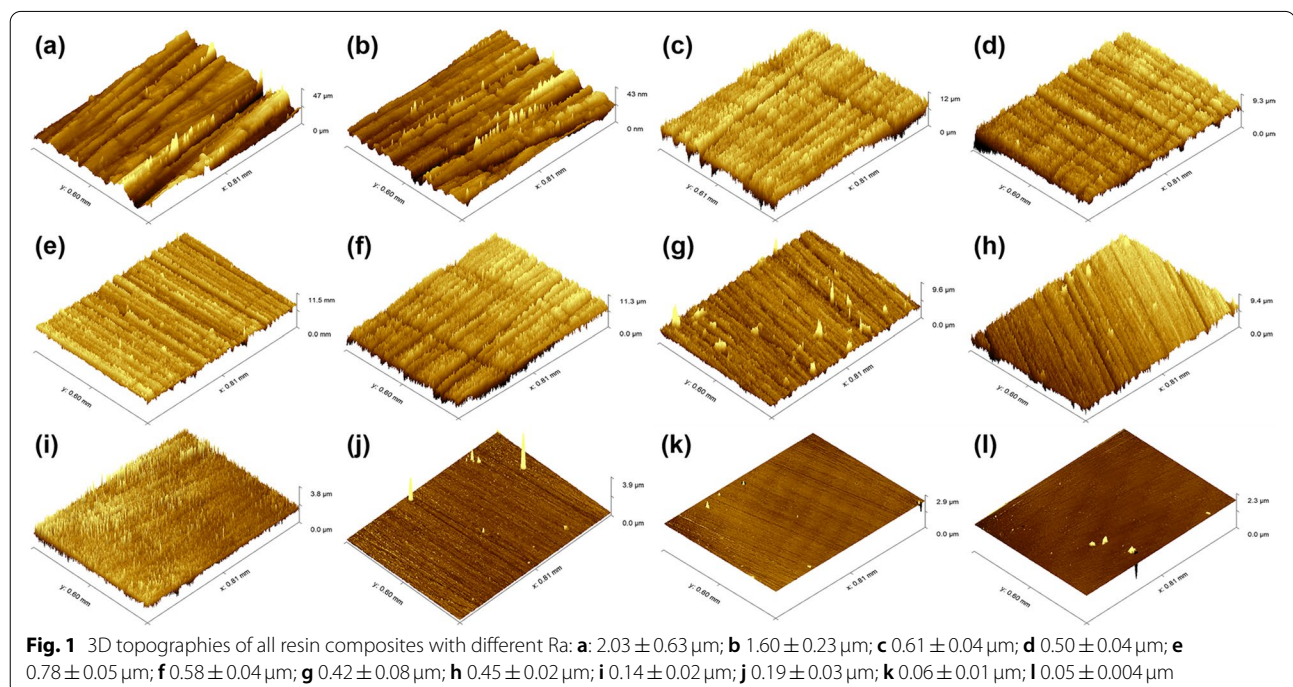 (a)
47 µm
0 µm
y: 0.60 mm
x: 0.81 mm
(b)
43 nm
0 nm
y: 0.60 mm
x: 0.81 mm
(c)
12 µm
0 µm
y: 0.61 mm
x: 0.81 mm
(d)
9.3 µm
0.0 µm
y: 0.60 mm
x: 0.81 mm
(e)
11.5 mm
0.0 mm
y: 0.60 mm
x: 0.81 mm
(f)
11.3 µm
0.0 µm
y: 0.60 mm
x: 0.81 mm
(g)
9.6 µm
0.0 µm
y: 0.60 mm
x: 0.81 mm
(h)
9.4 µm
0.0 µm
y: 0.60 mm
x: 0.81 mm
(i)
3.8 µm
0.0 µm
y: 0.60 mm
x: 0.81 mm
(j)
3.9 µm
0.0 µm
y: 0.60 mm
x: 0.81 mm
(k)
2.9 µm
0.0 µm
y: 0.60 mm
x: 0.81 mm
(l)
2.3 µm
0.0 µm
y: 0.60 mm
x: 0.81 mm
Fig. 1 3D topographies of all resin composites with different Ra: a: 2.03 ± 0.63 µm; b 1.60 ± 0.23 µm; c 0.61 ± 0.04 µm; d 0.50 ± 0.04 µm; e
0.78 ± 0.05 µm; f 0.58 ± 0.04 µm; g 0.42 ± 0.08 µm; h 0.45 ± 0.02 µm; i 0.14 ± 0.02 µm; j 0.19 ± 0.03 µm; k 0.06 ± 0.01 µm; l 0.05 ± 0.004 µm